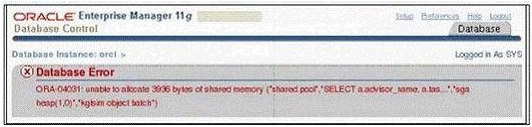 ORACLE Enterprise Manager 11g
Database Control
Setup Preferences Help Logout
Database
Database Instance: orcl >
Logged in As SYS
Database Error
ORA-04031: unable to allocate 3936 bytes of shared memory ("shared pool","SELECT a.advisor_name, a.tas...","sga
heap(1,0)","kglsim object batch")